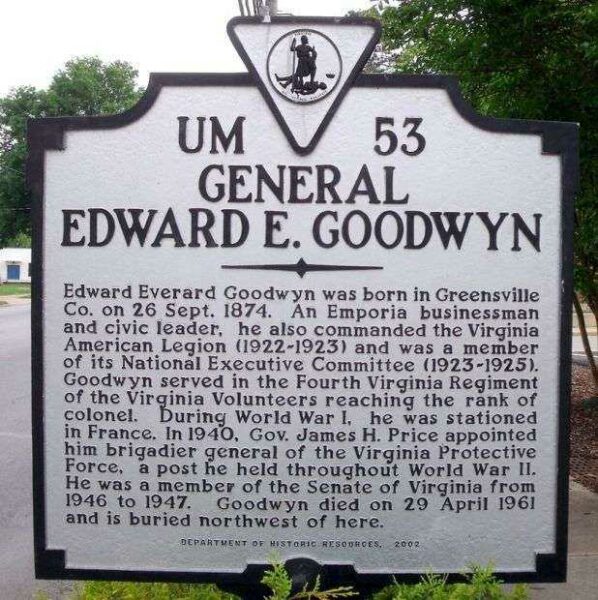 UM 53
GENERAL
EDWARD E. GOODWYN
Edward Everard Goodwyn was born in Greensville
Co. on 26 Sept. 1874. An Emporia businessman
and civic leader, he also commanded the Virginia
American Legion (1922-1923) and was a member
of its National Executive Committee (1923-1925).
Goodwyn served in the Fourth Virginia Regiment
of the Virginia Volunteers reaching the rank of
colonel. During World War I, he was stationed
in France. In 1940, Gov. James H. Price appointed
him brigadier general of the Virginia Protective
Force, a post he held throughout World War II.
He was a member of the Senate of Virginia from
1946 to 1947. Goodwyn died on 29 April 1961
and is buried northwest of here.
DEPARTMENT OF HISTORIC RESOURCES, 2002